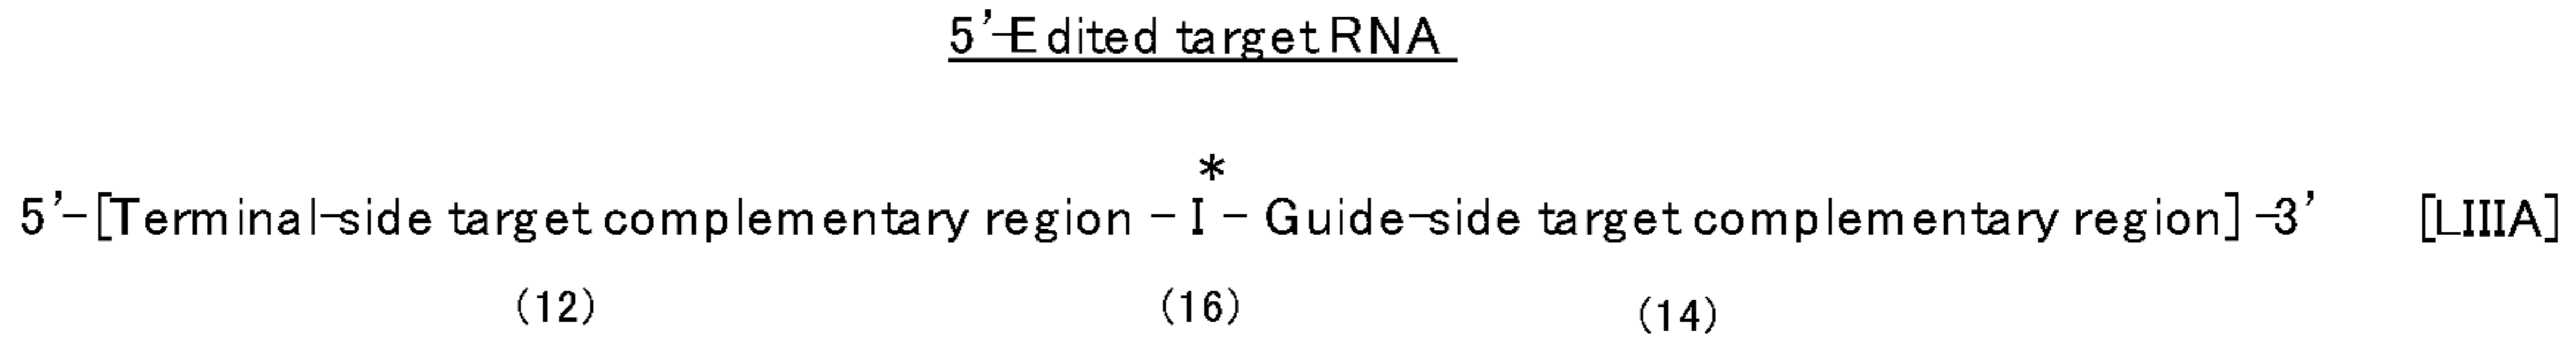 5'-Edited target RNA
*
5'-[Terminal-side target complementary region - I - Guide-side target complementary region] -3' [LIIIA]
(12) (16) (14)